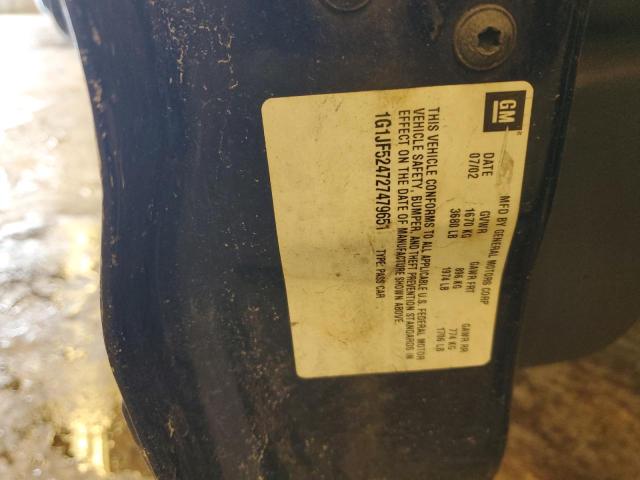 GM
MFD BY GENERAL MOTORS CORP
DATE GVWR GAWR FRT GAWR RR
07/02 1670 KG 896 KG 774 KG
3680 LB 1974 LB 1706 LB
THIS VEHICLE CONFORMS TO ALL APPLICABLE U.S. FEDERAL MOTOR
VEHICLE SAFETY, BUMPER, AND THEFT PREVENTION STANDARDS IN
EFFECT ON THE DATE OF MANUFACTURE SHOWN ABOVE.
1G1JF524727479651 TYPE: PASS CAR